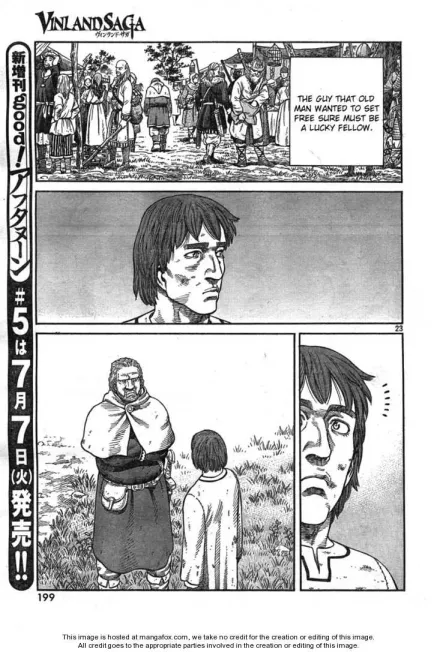 VINLAND SAGA
ヴィンランド・サガ
THE GUY THAT OLD
MAN WANTED TO SET
FREE SURE MUST BE
A LUCKY FELLOW.
新増刊good!アフタヌーン#5は7月7日(火)発売!!
23
199
This image is hosted at mangafox.com, we take no credit for the creation or editing of this image.
All credit goes to the appropriate parties involved in the creation or editing of this image.